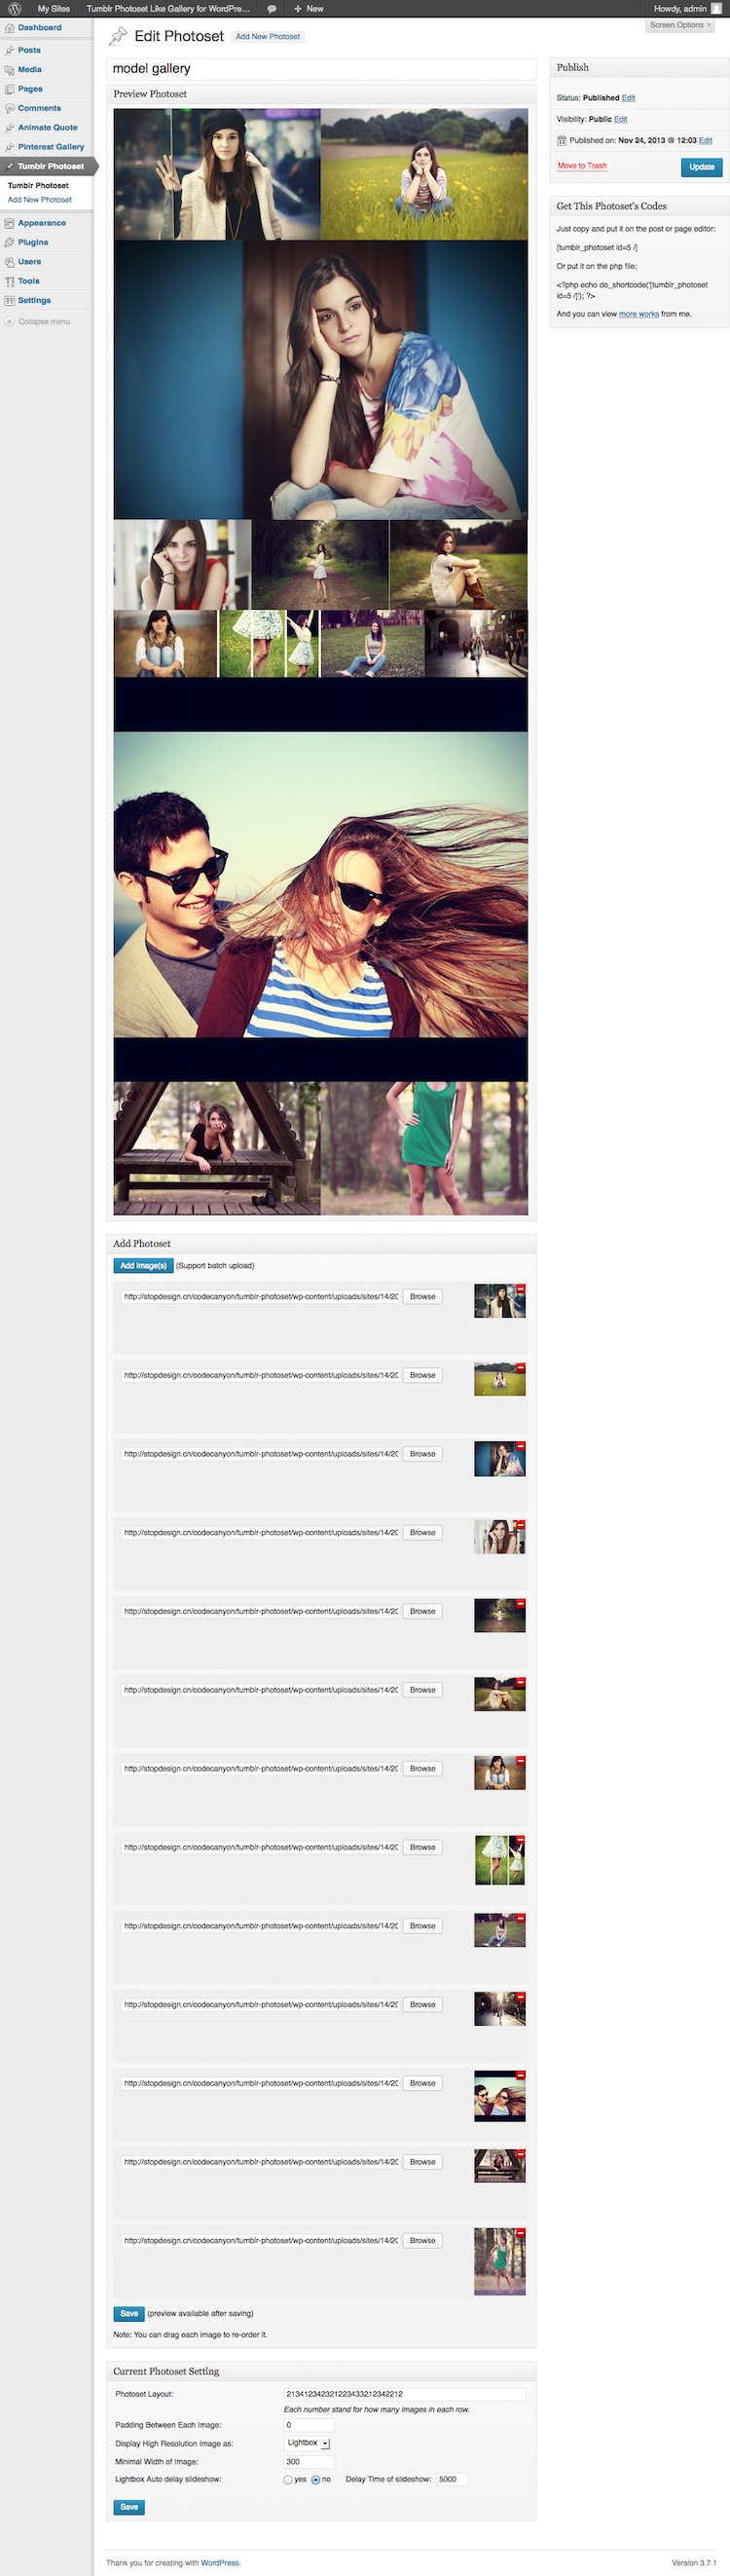 My Sites
Tumblr Photoset Like Gallery for WordPre...
+ New
Howdy, admin
Screen Options
Dashboard
Posts
Media
Pages
Comments
Animate Quote
Pinterest Gallery
Tumblr Photoset
Tumblr Photoset
Add New Photoset
Appearance
Plugins
Users
Tools
Settings
Collapse menu
Edit Photoset
Add New Photoset
model gallery
Preview Photoset
Publish
Status: Published Edit
Visibility: Public Edit
Published on: Nov 24, 2013 @ 12:03 Edit
Move to Trash
Update
Get This Photoset's Codes
Just copy and put it on the post or page editor:
[tumblr_photoset id=5 /]
Or put it on the php file:
<?php echo do_shortcode('[tumblr_photoset
id=5 /]'); ?>
And you can view more works from me.
Add Photoset
Add Image(s) (Support batch upload)
http://stopdesign.cn/codecanyon/tumblr-photoset/wp-content/uploads/sites/14/20 Browse
http://stopdesign.cn/codecanyon/tumblr-photoset/wp-content/uploads/sites/14/20 Browse
http://stopdesign.cn/codecanyon/tumblr-photoset/wp-content/uploads/sites/14/20 Browse
http://stopdesign.cn/codecanyon/tumblr-photoset/wp-content/uploads/sites/14/20 Browse
http://stopdesign.cn/codecanyon/tumblr-photoset/wp-content/uploads/sites/14/20 Browse
http://stopdesign.cn/codecanyon/tumblr-photoset/wp-content/uploads/sites/14/20 Browse
http://stopdesign.cn/codecanyon/tumblr-photoset/wp-content/uploads/sites/14/20 Browse
http://stopdesign.cn/codecanyon/tumblr-photoset/wp-content/uploads/sites/14/20 Browse
http://stopdesign.cn/codecanyon/tumblr-photoset/wp-content/uploads/sites/14/20 Browse
http://stopdesign.cn/codecanyon/tumblr-photoset/wp-content/uploads/sites/14/20 Browse
http://stopdesign.cn/codecanyon/tumblr-photoset/wp-content/uploads/sites/14/20 Browse
http://stopdesign.cn/codecanyon/tumblr-photoset/wp-content/uploads/sites/14/20 Browse
http://stopdesign.cn/codecanyon/tumblr-photoset/wp-content/uploads/sites/14/20 Browse
Save (preview available after saving)
Note: You can drag each image to re-order it.
Current Photoset Setting
Photoset Layout: 213412342321223433212342212
Each number stand for how many images in each row.
Padding Between Each Image: 0
Display High Resolution Image as: Lightbox
Minimal Width of Image: 300
Lightbox Auto delay slideshow: yes no Delay Time of slideshow: 5000
Save
Thank you for creating with WordPress.
Version 3.7.1